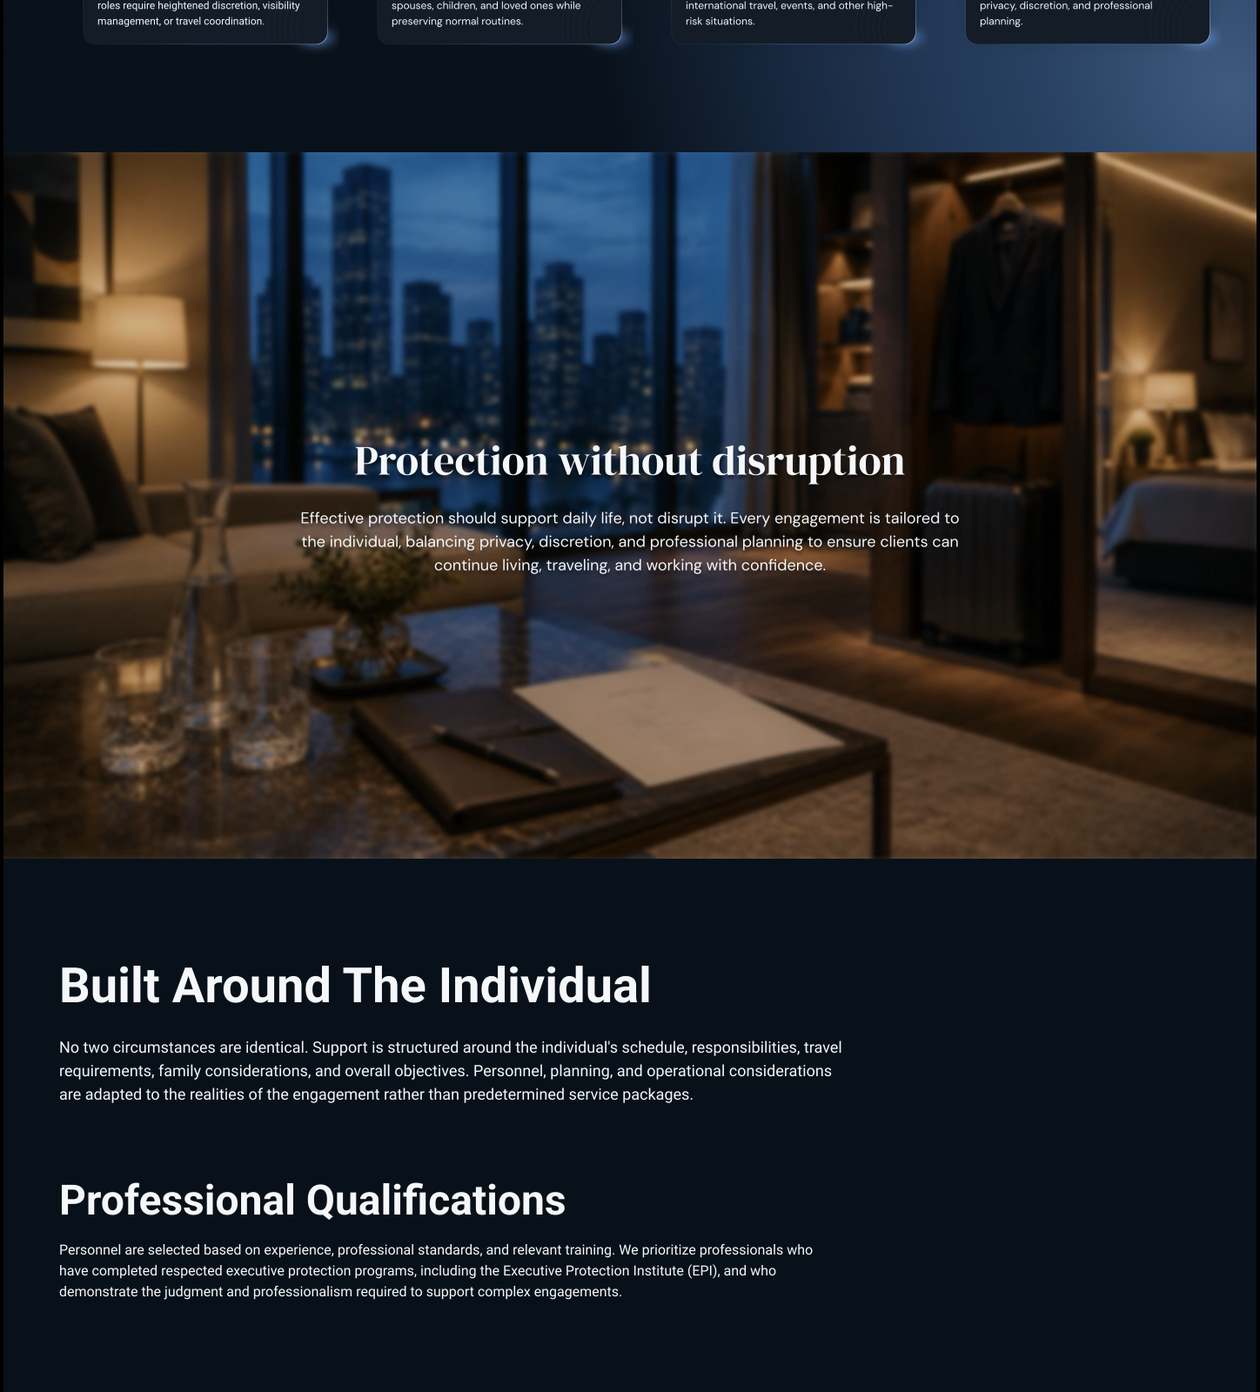 roles require heightened discretion, visibility
management, or travel coordination.
spouses, children, and loved ones while
preserving normal routines.
international travel, events, and other high-
risk situations.
privacy, discretion, and professional
planning.
Protection without disruption
Effective protection should support daily life, not disrupt it. Every engagement is tailored to
the individual, balancing privacy, discretion, and professional planning to ensure clients can
continue living, traveling, and working with confidence.
Built Around The Individual
No two circumstances are identical. Support is structured around the individual's schedule, responsibilities, travel
requirements, family considerations, and overall objectives. Personnel, planning, and operational considerations
are adapted to the realities of the engagement rather than predetermined service packages.
Professional Qualifications
Personnel are selected based on experience, professional standards, and relevant training. We prioritize professionals who
have completed respected executive protection programs, including the Executive Protection Institute (EPI), and who
demonstrate the judgment and professionalism required to support complex engagements.